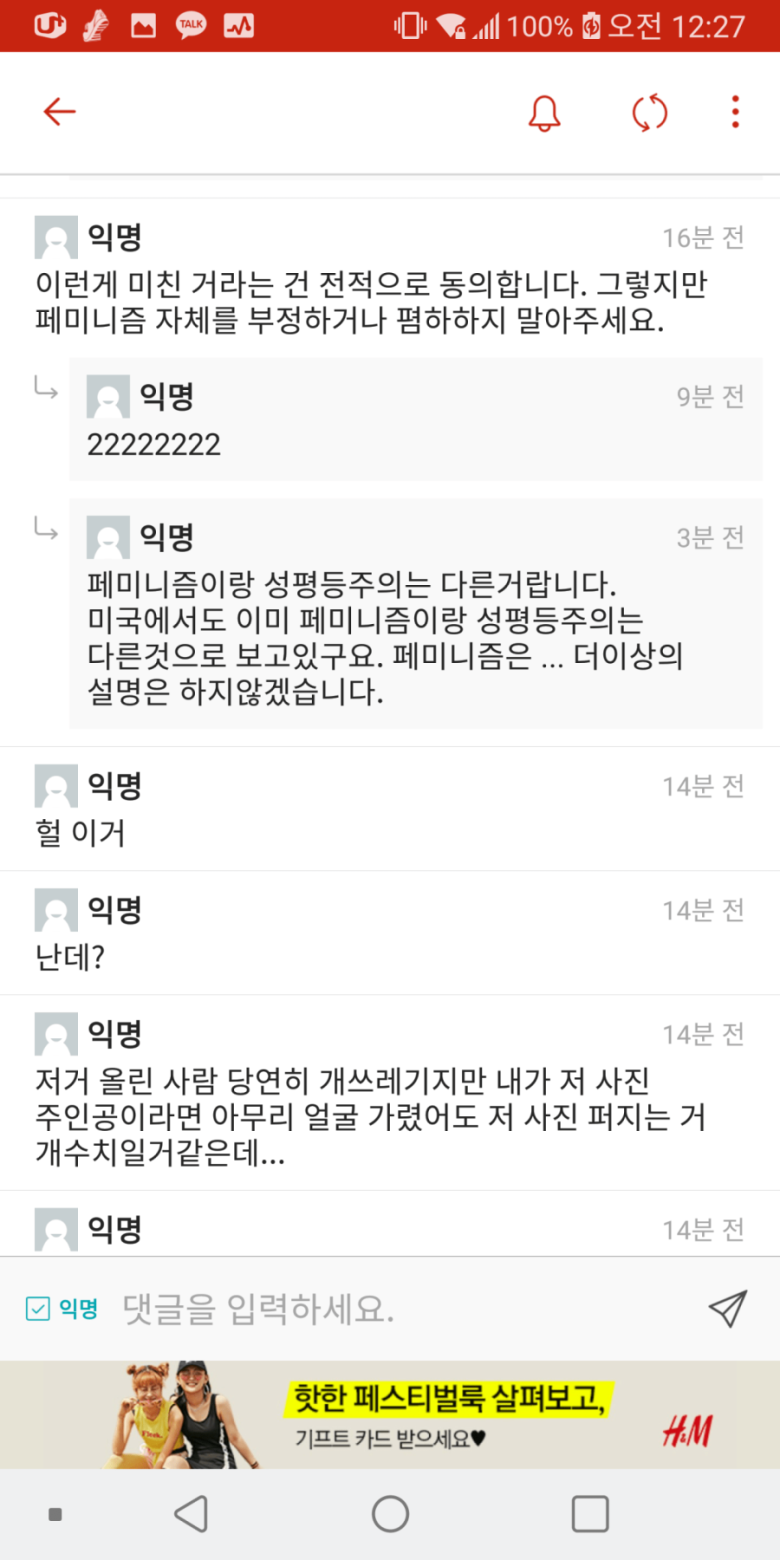 U+ TALK 100% 오전 12:27
익명 16분 전
이런게 미친 거라는 건 전적으로 동의합니다. 그렇지만
페미니즘 자체를 부정하거나 폄하하지 말아주세요.
익명 9분 전
22222222
익명 3분 전
페미니즘이랑 성평등주의는 다른거랍니다.
미국에서도 이미 페미니즘이랑 성평등주의는
다른것으로 보고있구요. 페미니즘은 ... 더이상의
설명은 하지않겠습니다.
익명 14분 전
헐 이거
익명 14분 전
난데?
익명 14분 전
저거 올린 사람 당연히 개쓰레기지만 내가 저 사진
주인공이라면 아무리 얼굴 가렸어도 저 사진 퍼지는 거
개수치일거같은데...
익명 14분 전
익명 댓글을 입력하세요.
핫한 페스티벌룩 살펴보고,
기프트 카드 받으세요♥
H&M